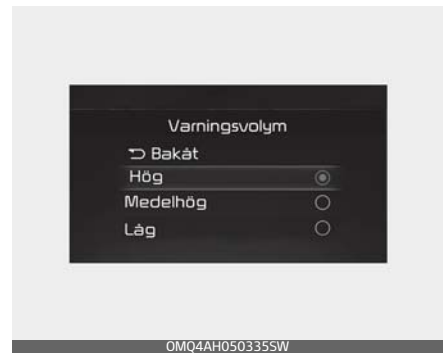 Varningsvolym
Bakåt
Hög
Medelhög
Låg
OMQ4AH050335SW